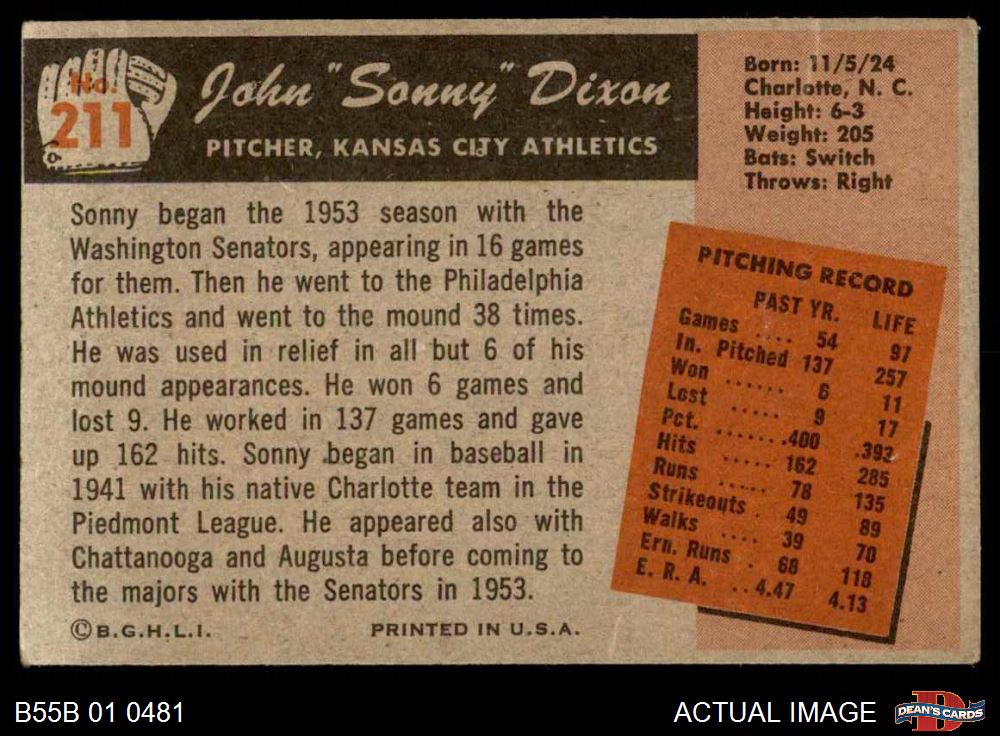 No.
211
John "Sonny" Dixon
PITCHER, KANSAS CITY ATHLETICS
Born: 11/5/24
Charlotte, N. C.
Height: 6-3
Weight: 205
Bats: Switch
Throws: Right
Sonny began the 1953 season with the
Washington Senators, appearing in 16 games
for them. Then he went to the Philadelphia
Athletics and went to the mound 38 times.
He was used in relief in all but 6 of his
mound appearances. He won 6 games and
lost 9. He worked in 137 games and gave
up 162 hits. Sonny began in baseball in
1941 with his native Charlotte team in the
Piedmont League. He appeared also with
Chattanooga and Augusta before coming to
the majors with the Senators in 1953.
©B.G.H.L.I. PRINTED IN U.S.A.
PITCHING RECORD
PAST YR. LIFE
Games .... 54 97
In. Pitched 137 257
Won ...... 6 11
Lost ..... 9 17
Pct. ....... .400 .392
Hits ..... 162 285
Runs ..... 78 135
Strikeouts . 49 89
Walks .... 39 70
Ern. Runs . 68 118
E. R. A. .. 4.47 4.13
B55B 01 0481
ACTUAL IMAGE
DEAN'S CARDS